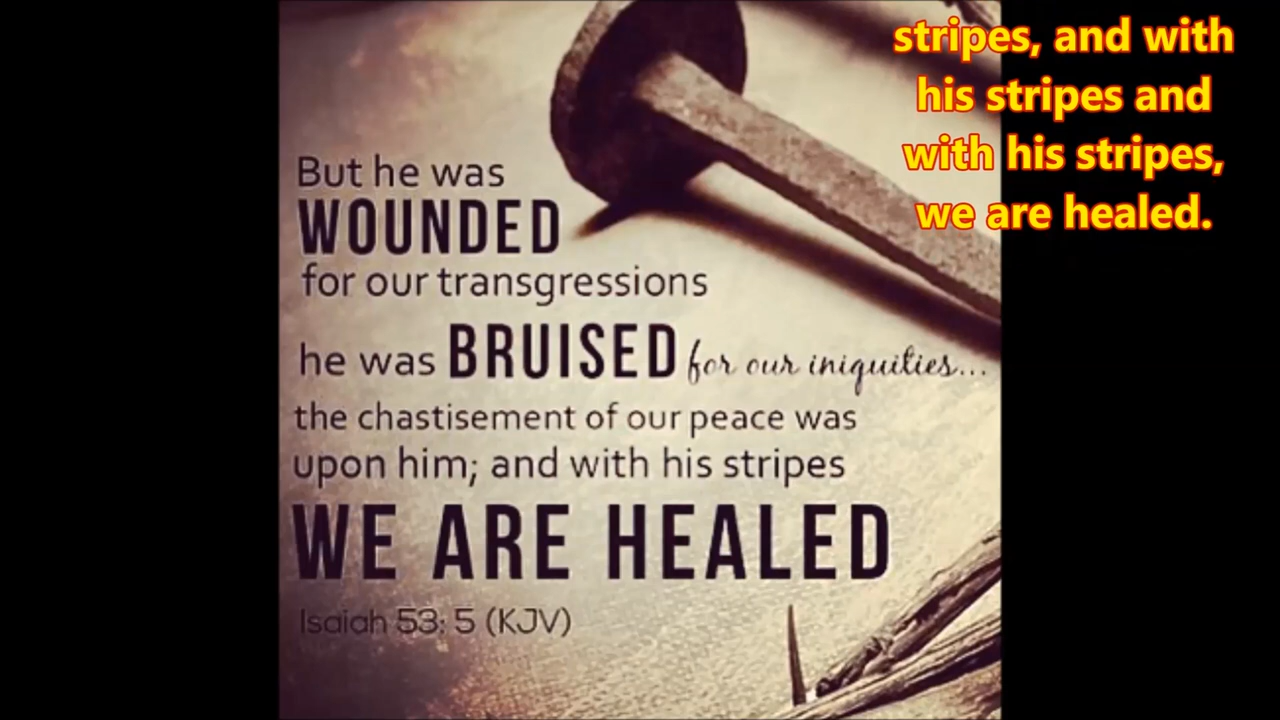 stripes, and with
his stripes and
with his stripes,
we are healed.
But he was
WOUNDED
for our transgressions
he was BRUISED for our iniquities...
the chastisement of our peace was
upon him; and with his stripes
WE ARE HEALED
Isaiah 53: 5 (KJV)